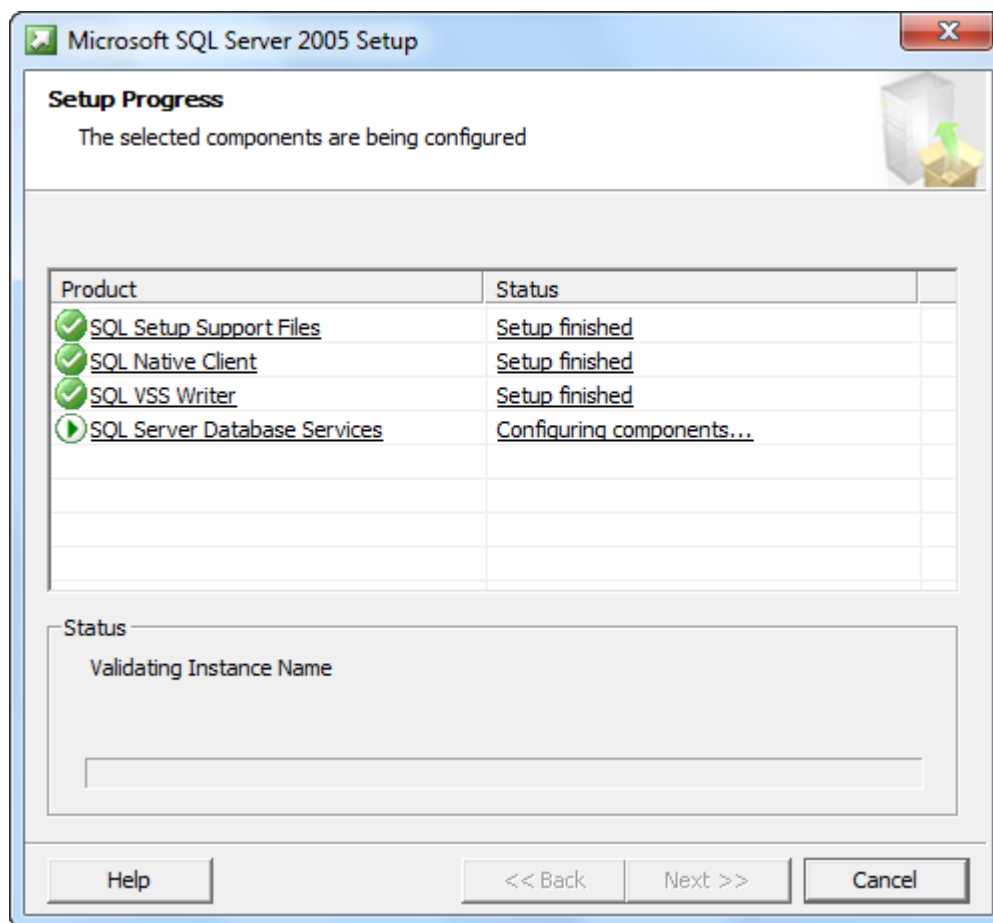 Microsoft SQL Server 2005 Setup
Setup Progress
The selected components are being configured
Product Status
SQL Setup Support Files Setup finished
SQL Native Client Setup finished
SQL VSS Writer Setup finished
SQL Server Database Services Configuring components...
Status
Validating Instance Name
Help << Back Next >> Cancel